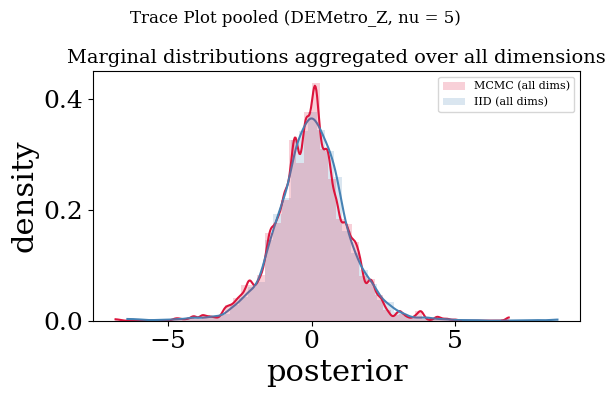 Trace Plot pooled (DEMetro_Z, nu = 5)
Marginal distributions aggregated over all dimensions
MCMC (all dims)
IID (all dims)
density
0.4
0.2
0.0
−5
0
5
posterior